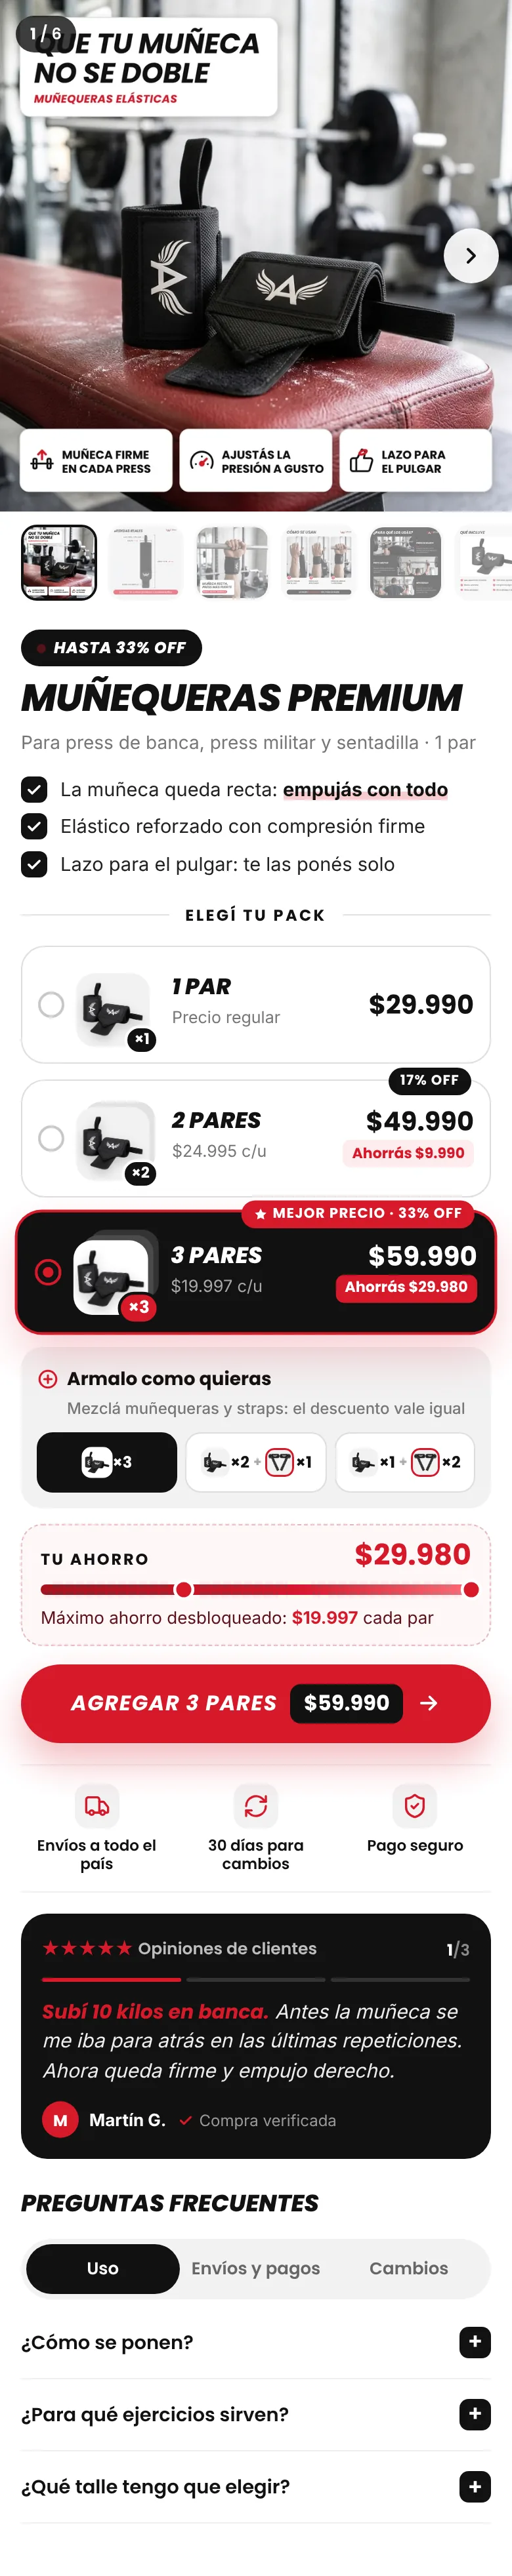 1 / 6
QUE TU MUÑECA
NO SE DOBLE
MUÑEQUERAS ELÁSTICAS
MUÑECA FIRME
EN CADA PRESS
AJUSTÁS LA
PRESIÓN A GUSTO
LAZO PARA
EL PULGAR
HASTA 33% OFF
MUÑEQUERAS PREMIUM
Para press de banca, press militar y sentadilla · 1 par
La muñeca queda recta: empujás con todo
Elástico reforzado con compresión firme
Lazo para el pulgar: te las ponés solo
ELEGÍ TU PACK
1 PAR
Precio regular
$29.990
×1
17% OFF
2 PARES
$24.995 c/u
$49.990
Ahorrás $9.990
×2
★ MEJOR PRECIO · 33% OFF
3 PARES
$19.997 c/u
$59.990
Ahorrás $29.980
×3
Armalo como quieras
Mezclá muñequeras y straps: el descuento vale igual
×3
×2 + ×1
×1 + ×2
TU AHORRO
$29.980
Máximo ahorro desbloqueado: $19.997 cada par
AGREGAR 3 PARES $59.990 →
Envíos a todo el
país
30 días para
cambios
Pago seguro
★★★★★ Opiniones de clientes
1/3
Subí 10 kilos en banca. Antes la muñeca se
me iba para atrás en las últimas repeticiones.
Ahora queda firme y empujo derecho.
M
Martín G.
Compra verificada
PREGUNTAS FRECUENTES
Uso
Envíos y pagos
Cambios
¿Cómo se ponen?
¿Para qué ejercicios sirven?
¿Qué talle tengo que elegir?